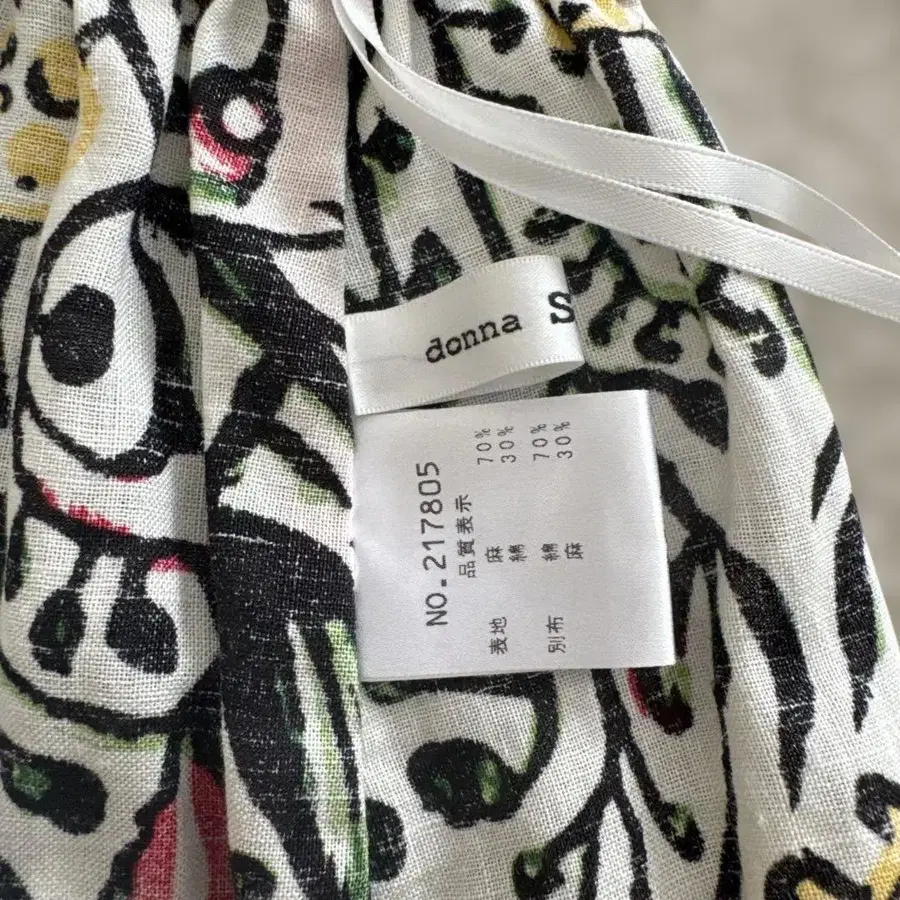 donna S
NO.217805
品質表示
表地 麻 70%
綿 30%
別布 綿 70%
麻 30%